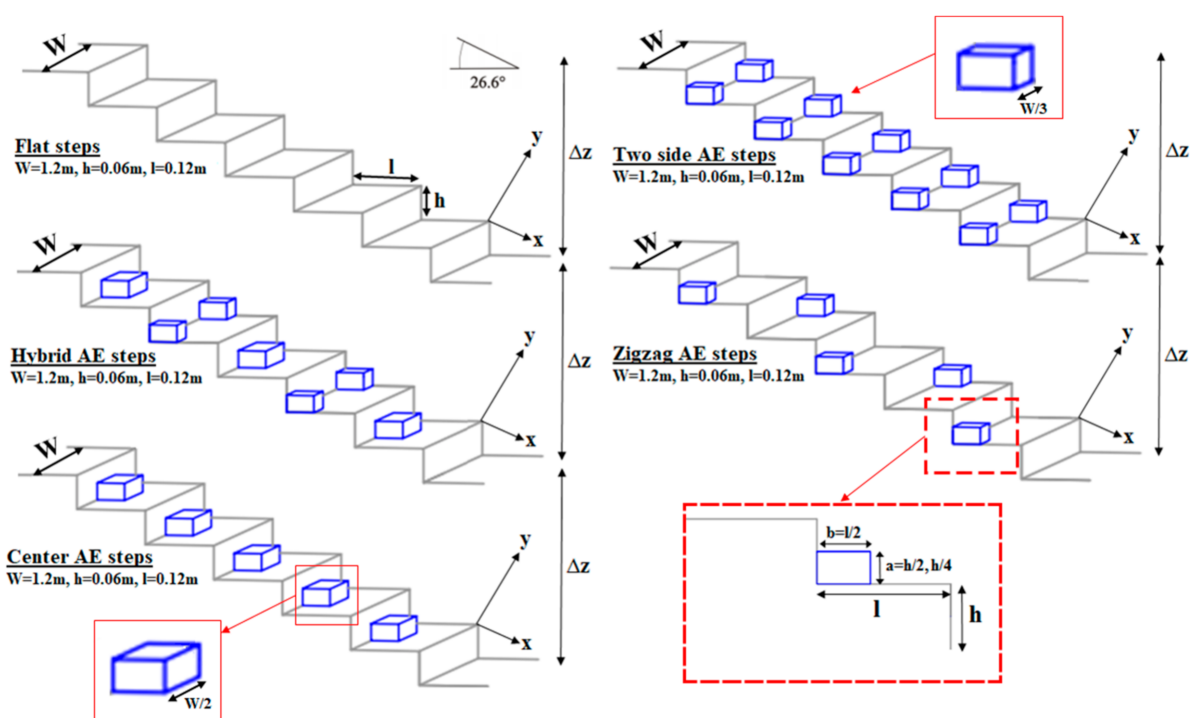 W
26.6°
Flat steps
W=1.2m, h=0.06m, l=0.12m
l
h
y
x
Δz
W
Hybrid AE steps
W=1.2m, h=0.06m, l=0.12m
y
x
Δz
W
Center AE steps
W=1.2m, h=0.06m, l=0.12m
y
x
Δz
W/2
W
W/3
Two side AE steps
W=1.2m, h=0.06m, l=0.12m
y
x
Δz
W
Zigzag AE steps
W=1.2m, h=0.06m, l=0.12m
y
x
Δz
b=l/2
a=h/2, h/4
l
h